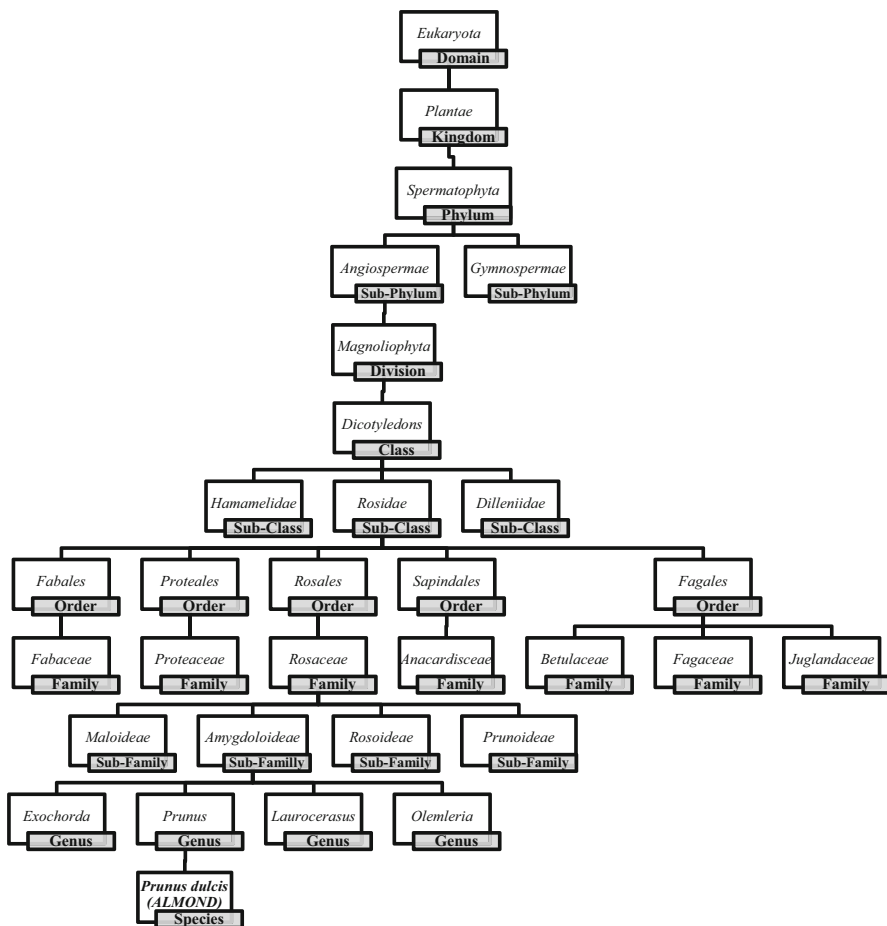 Eukaryota
Domain
Plantae
Kingdom
Spermatophyta
Phylum
Angiospermae
Sub-Phylum
Gymnospermae
Sub-Phylum
Magnoliophyta
Division
Dicotyledons
Class
Hamamelidae
Sub-Class
Rosidae
Sub-Class
Dilleniidae
Sub-Class
Fabales
Order
Proteales
Order
Rosales
Order
Sapindales
Order
Fagales
Order
Fabaceae
Family
Proteaceae
Family
Rosaceae
Family
Anacardisceae
Family
Betulaceae
Family
Fagaceae
Family
Juglandaceae
Family
Maloideae
Sub-Family
Amygdoloideae
Sub-Familly
Rosoideae
Sub-Family
Prunoideae
Sub-Family
Exochorda
Genus
Prunus
Genus
Laurocerasus
Genus
Olemleria
Genus
Prunus dulcis
(ALMOND)
Species